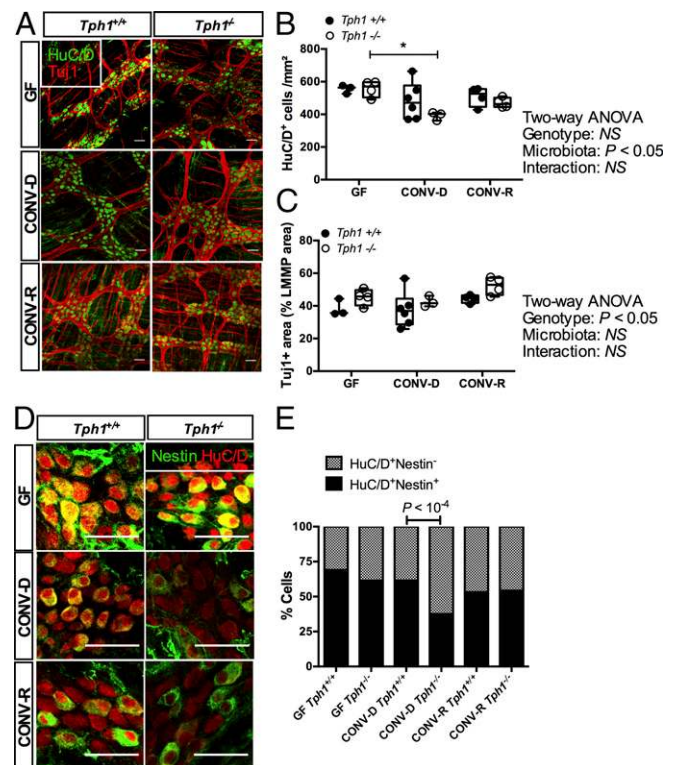 A
Tph1+/+
Tph1-/-
HuC/D
Tuj1
GF
CONV-D
CONV-R
B
Tph1 +/+
Tph1 -/-
*
HuC/D+ cells /mm²
800
600
400
200
0
GF
CONV-D
CONV-R
Two-way ANOVA
Genotype: NS
Microbiota: P < 0.05
Interaction: NS
C
Tph1 +/+
Tph1 -/-
Tuj1+ area (% LMMP area)
80
60
40
20
0
GF
CONV-D
CONV-R
Two-way ANOVA
Genotype: P < 0.05
Microbiota: NS
Interaction: NS
D
Tph1+/+
Tph1-/-
Nestin HuC/D
GF
CONV-D
CONV-R
E
HuC/D+Nestin-
HuC/D+Nestin+
P < 10-4
% Cells
100
75
50
25
0
GF Tph1+/+
GF Tph1-/-
CONV-D Tph1+/+
CONV-D Tph1-/-
CONV-R Tph1+/+
CONV-R Tph1-/-